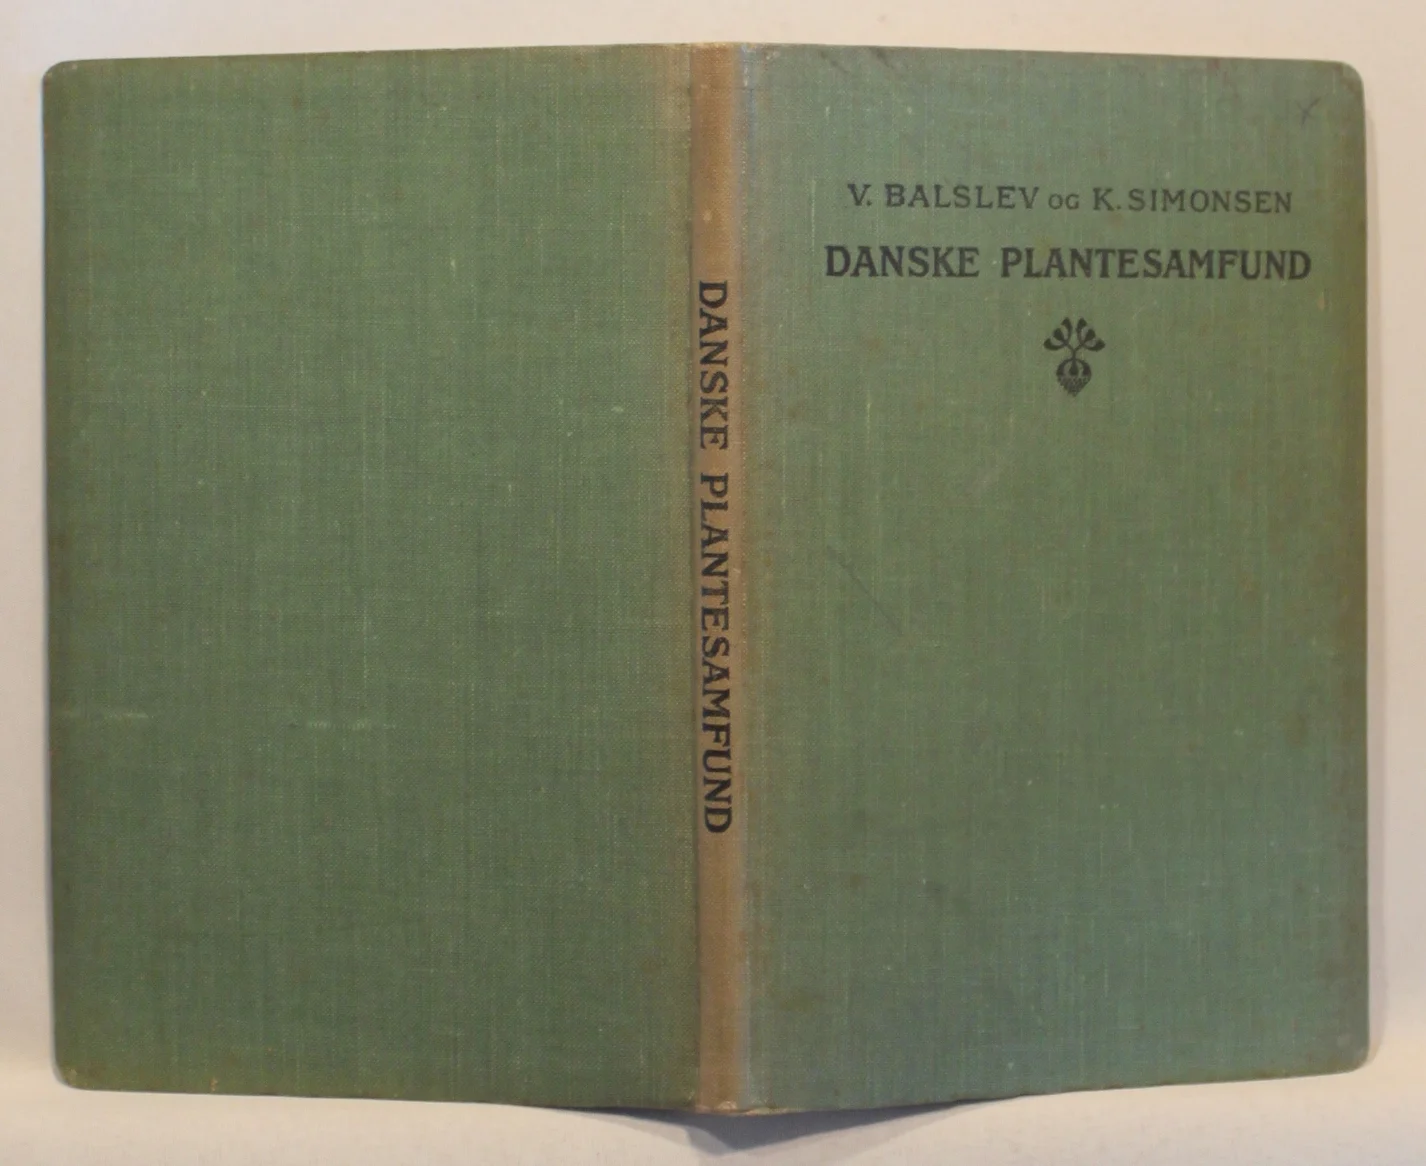 V. BALSLEV OG K. SIMONSEN
DANSKE PLANTESAMFUND
DANSKE PLANTESAMFUND